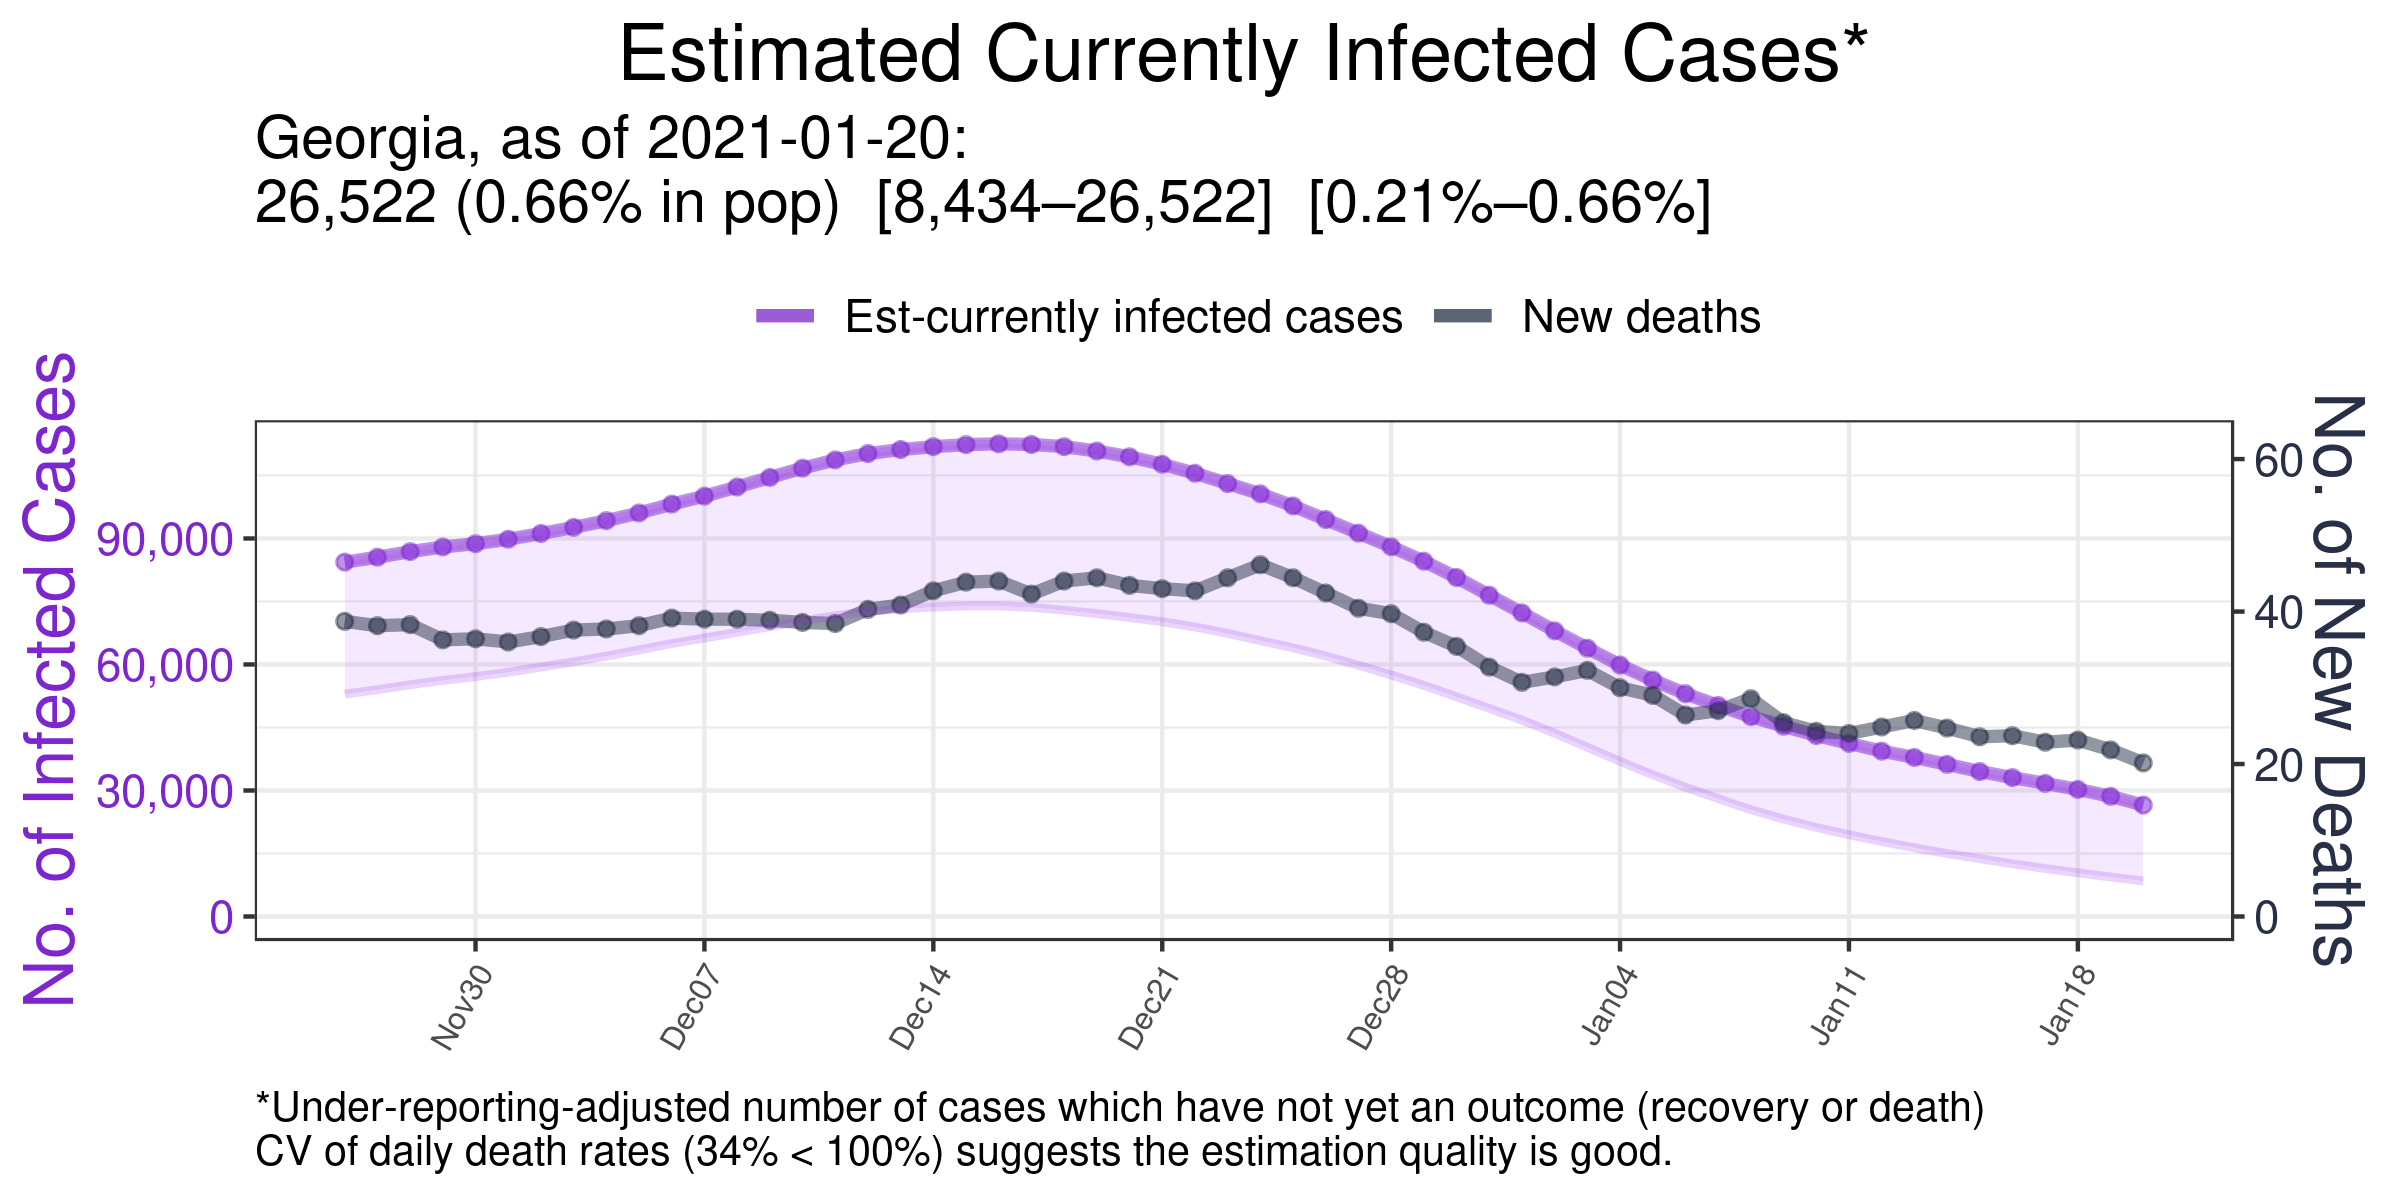 Estimated Currently Infected Cases*
Georgia, as of 2021-01-20:
26,522 (0.66% in pop)  [8,434–26,522]  [0.21%–0.66%]
Est-currently infected cases
New deaths
No. of Infected Cases
90,000
60,000
30,000
0
60
40
20
0
No. of New Deaths
Nov30
Dec07
Dec14
Dec21
Dec28
Jan04
Jan11
Jan18
*Under-reporting-adjusted number of cases which have not yet an outcome (recovery or death)
CV of daily death rates (34% < 100%) suggests the estimation quality is good.